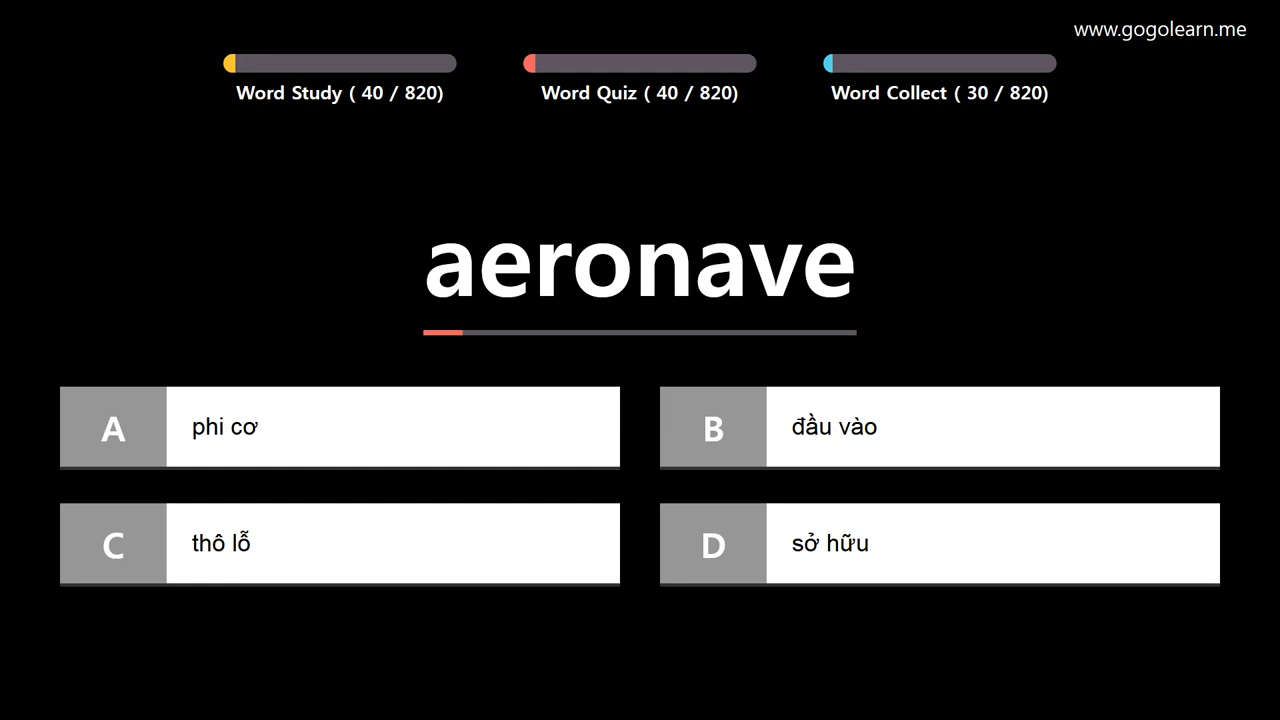 www.gogolearn.me
Word Study ( 40 / 820)
Word Quiz ( 40 / 820)
Word Collect ( 30 / 820)
aeronave
A
phi cơ
B
đầu vào
C
thô lỗ
D
sở hữu